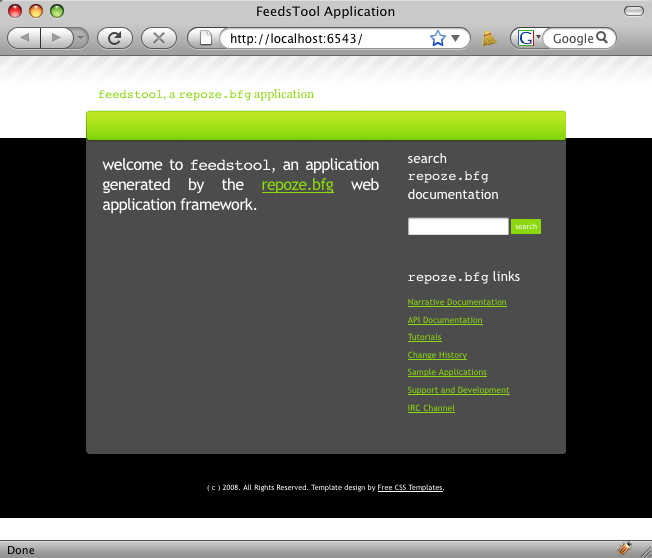 FeedsTool Application
http://localhost:6543/
G Google
feedstool, a repoze.bfg application
welcome to feedstool, an application
generated by the repoze.bfg web
application framework.
search
repoze.bfg
documentation
search
repoze.bfg links
Narrative Documentation
API Documentation
Tutorials
Change History
Sample Applications
Support and Development
IRC Channel
( c ) 2008. All Rights Reserved. Template design by Free CSS Templates.
Done